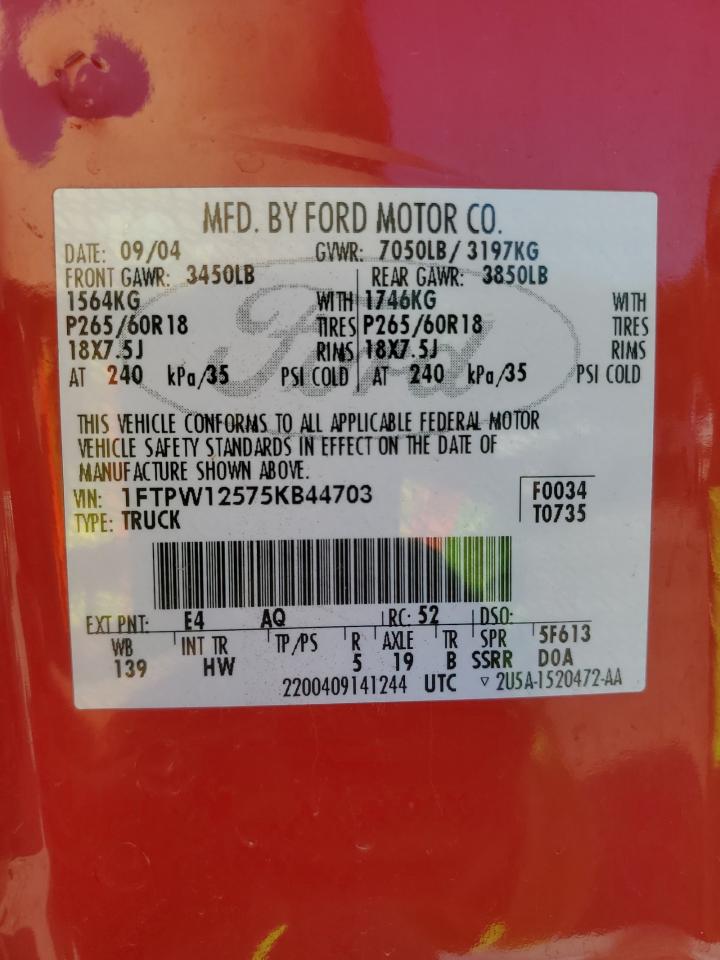 MFD. BY FORD MOTOR CO.
DATE: 09/04 GVWR: 7050LB/ 3197KG
FRONT GAWR: 3450LB REAR GAWR: 3850LB
1564KG WITH 1746KG WITH
P265/60R18 TIRES P265/60R18 TIRES
18X7.5J RIMS 18X7.5J RIMS
AT 240 kPa/35 PSI COLD AT 240 kPa/35 PSI COLD
Ford
THIS VEHICLE CONFORMS TO ALL APPLICABLE FEDERAL MOTOR
VEHICLE SAFETY STANDARDS IN EFFECT ON THE DATE OF
MANUFACTURE SHOWN ABOVE.
VIN: 1FTPW12575KB44703 F0034
TYPE: TRUCK T0735
EXT PNT: E4 AQ RC: 52 DSO:
WB INT TR TP/PS R AXLE TR SPR 5F613
139 HW 5 19 B SSRR DOA
2200409141244 UTC ▿ 2U5A-1520472-AA